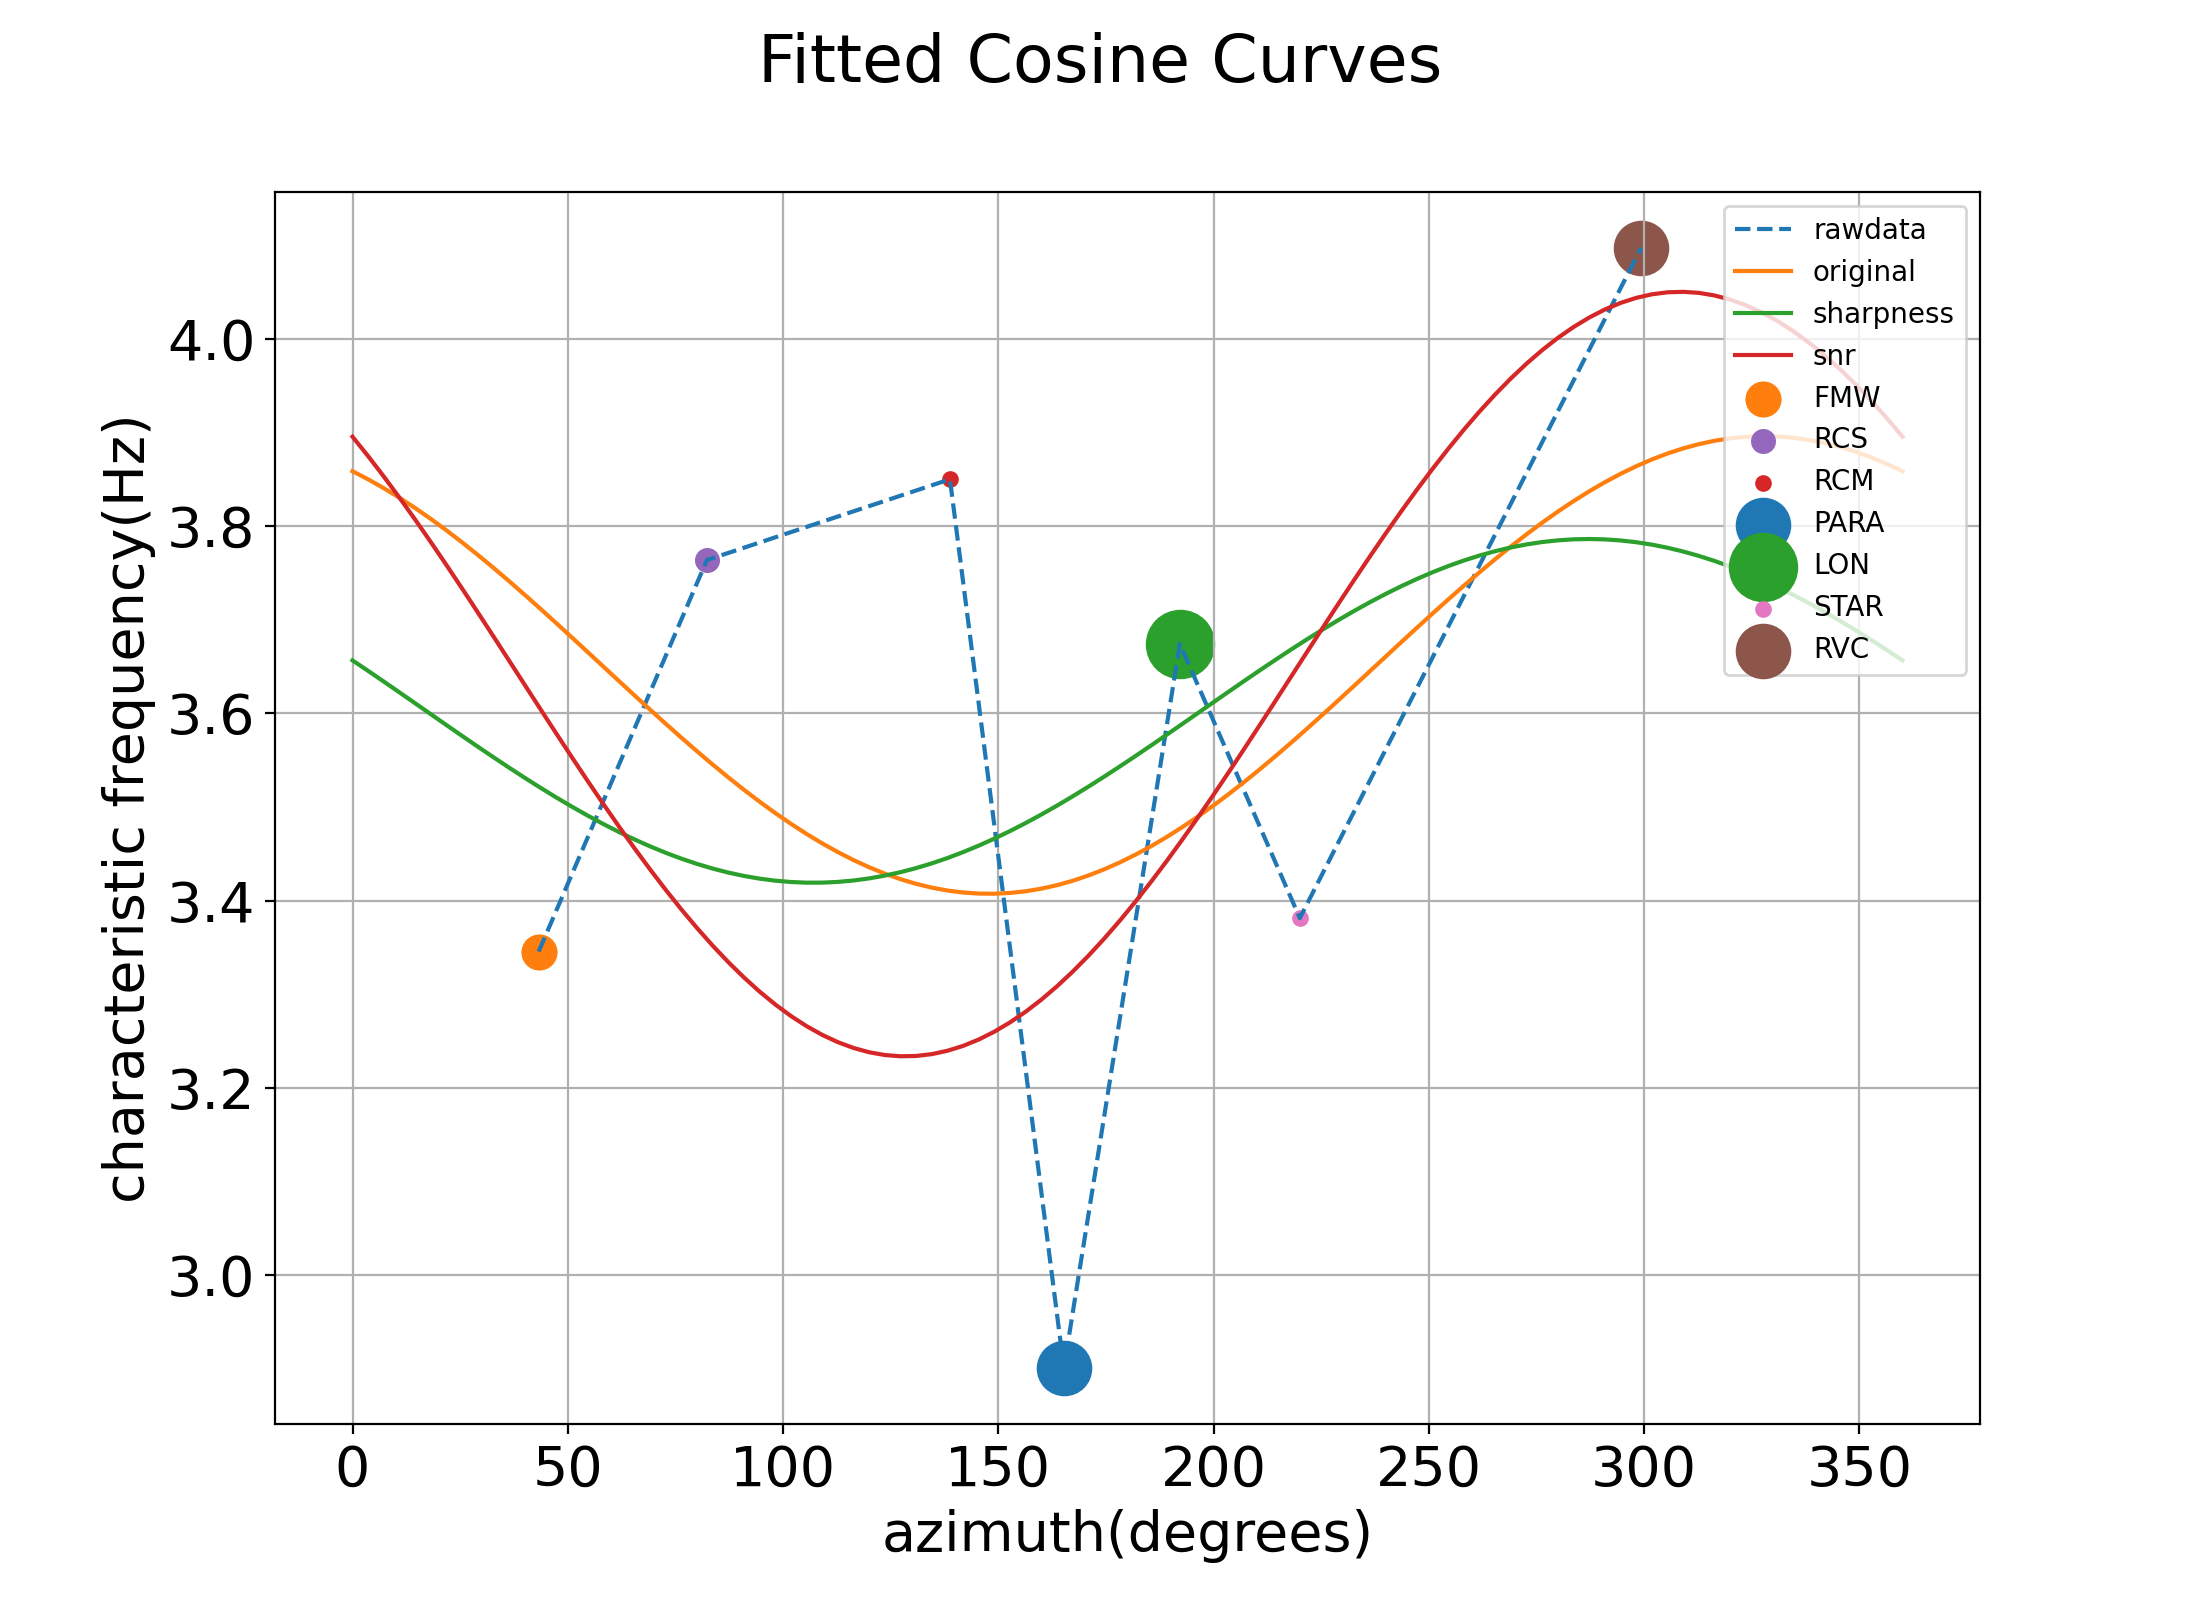 Fitted Cosine Curves
rawdata
original
sharpness
snr
FMW
RCS
RCM
PARA
LON
STAR
RVC
characteristic frequency(Hz)
4.0
3.8
3.6
3.4
3.2
3.0
0 50 100 150 200 250 300 350
azimuth(degrees)